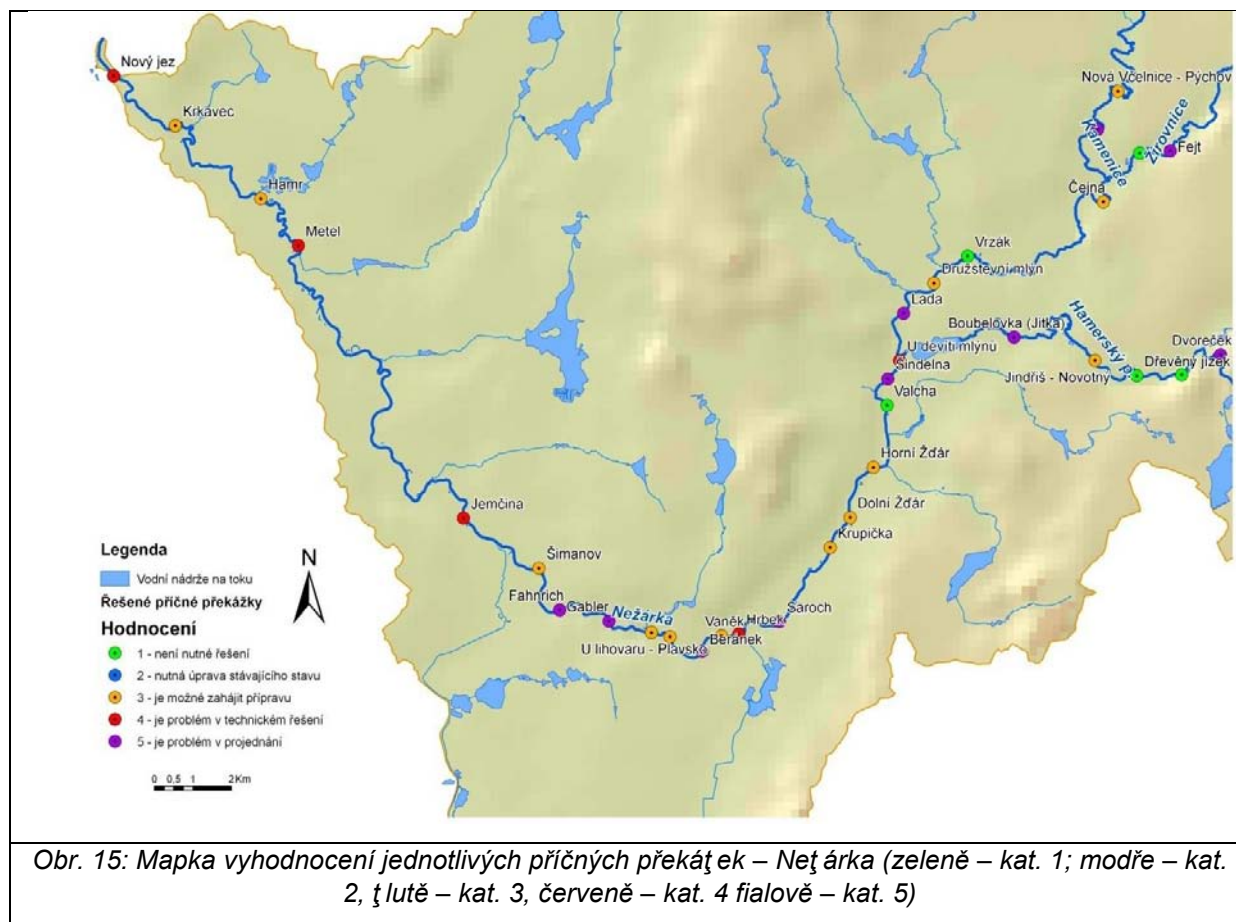 Nový jez
Krkávec
Hamr
Metel
Nová Včelnice - Pýchov
Kamenice
Žirovnice
Fejt
Čejna
Vrzák
Družstevní mlýn
Lada
Boubelovka (Jitka)
Hamerský p.
Dvoreček
U devíti mlýnů
Šindelna
Jindřiš - Novotný
Dřevěný jízek
Valcha
Horní Žďár
Dolní Žďár
Krupička
Jemčina
Šimanov
Fahnrich
Gabler
Nežárka
U lihovaru - Plavsko
Vaněk
Beránek
Hrbek
Šaroch
Legenda
N
Vodní nádrže na toku
Řešené příčné překážky
Hodnocení
1 - není nutné řešení
2 - nutná úprava stávajícího stavu
3 - je možné zahájit přípravu
4 - je problém v technickém řešení
5 - je problém v projednání
0 0,5 1 2Km
Obr. 15: Mapka vyhodnocení jednotlivých příčných překáţ ek – Neţ árka (zeleně – kat. 1; modře – kat.
2, ţ lutě – kat. 3, červeně – kat. 4 fialově – kat. 5)